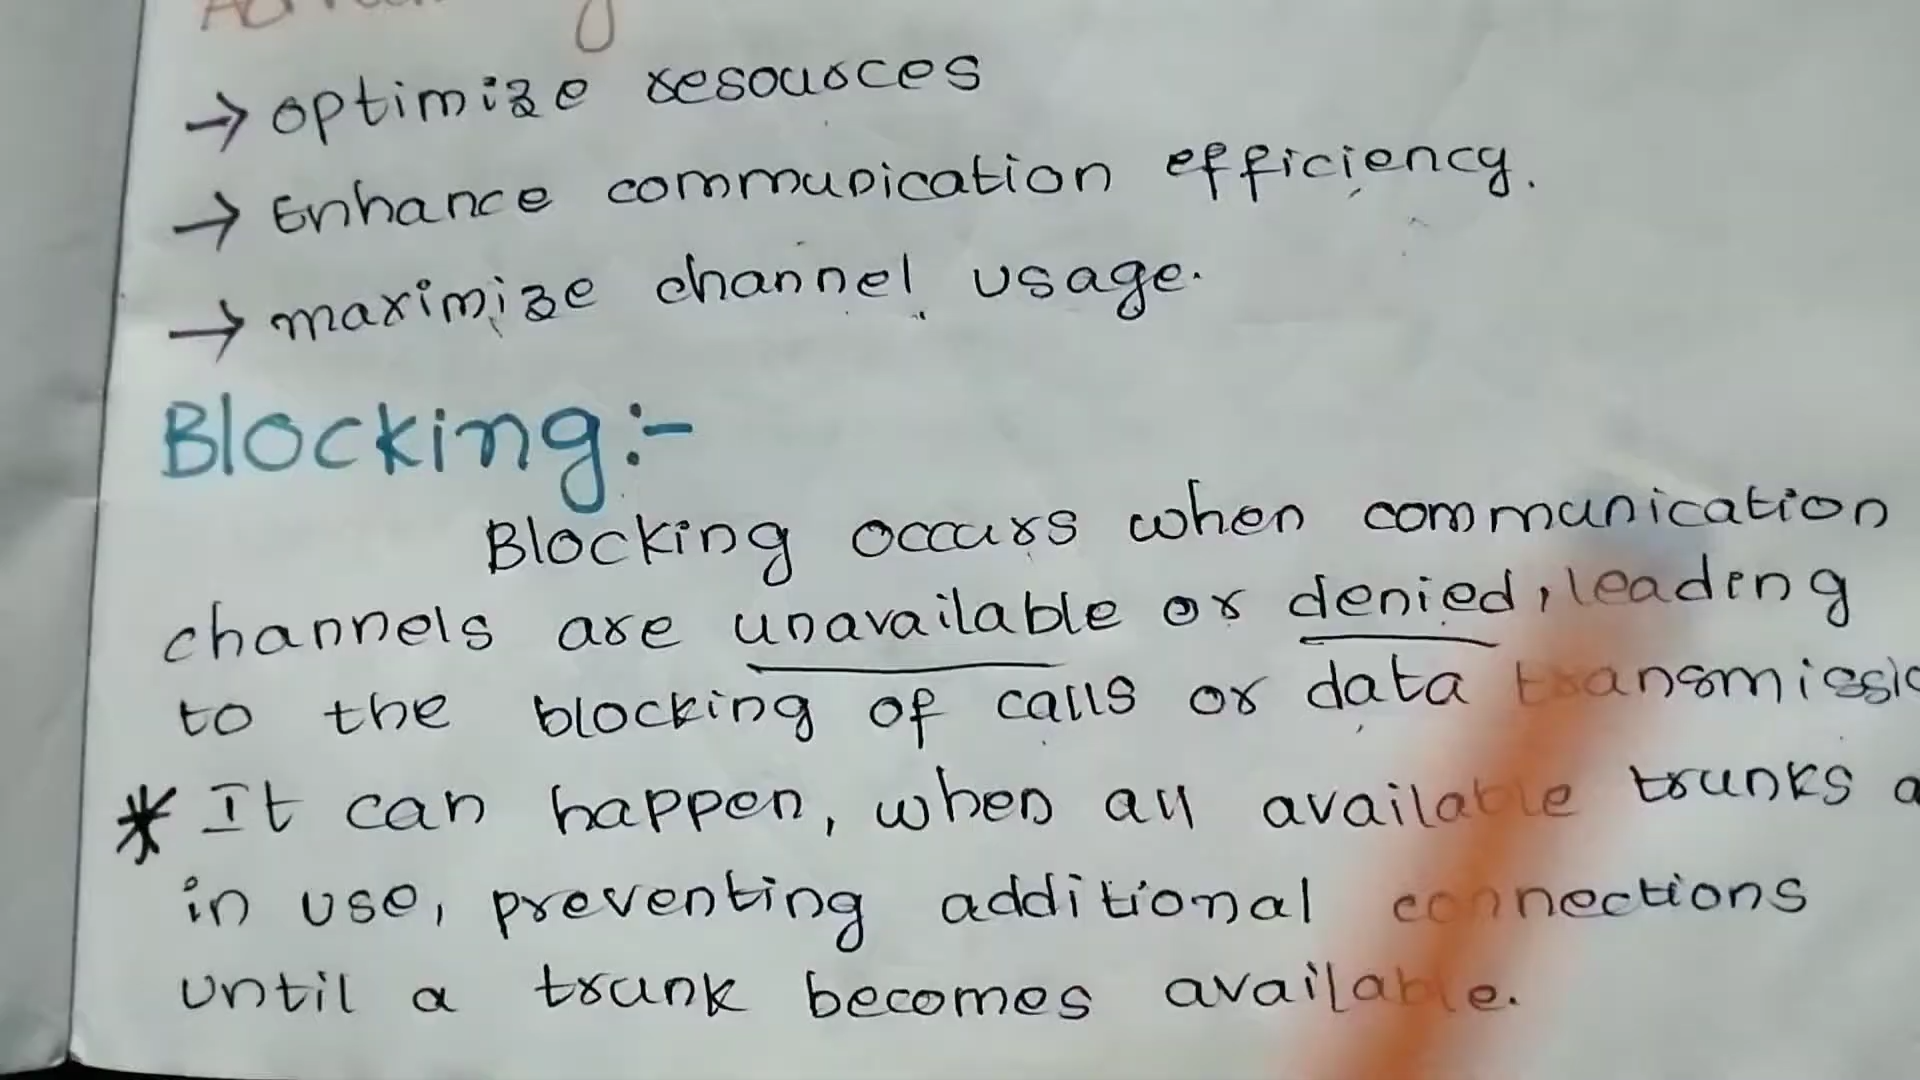 → optimize resources
→ Enhance communication efficiency.
→ maximize channel usage.
Blocking:-
Blocking occurs when communication
channels are unavailable or denied, leading
to the blocking of calls or data
* It can happen, when all available trunks
in use, preventing additional connections
until a trunk becomes available.